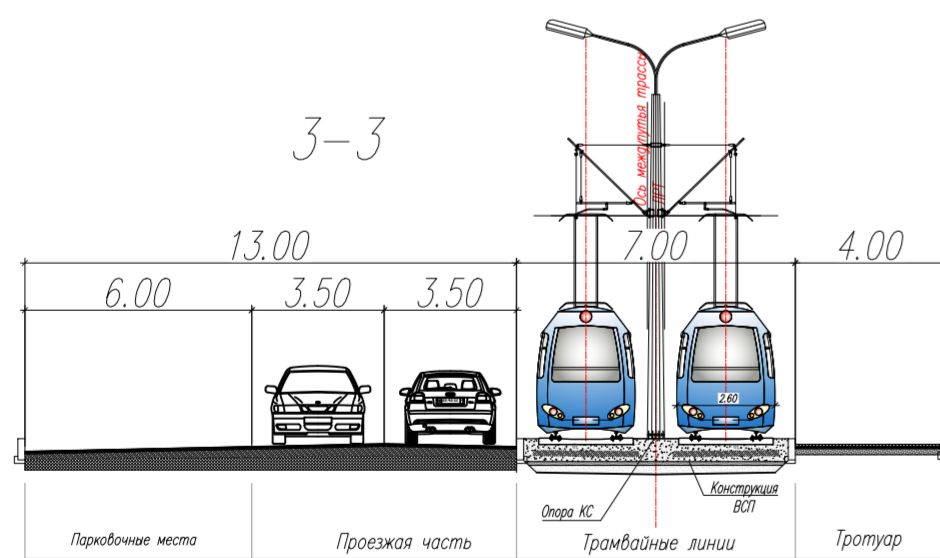 3-3
Ось междупутья трассы
ЛРТ
13.00
7.00
4.00
6.00
3.50
3.50
2.60
Конструкция
ВСП
Опора КС
Парковочные места
Проезжая часть
Трамвайные линии
Тротуар